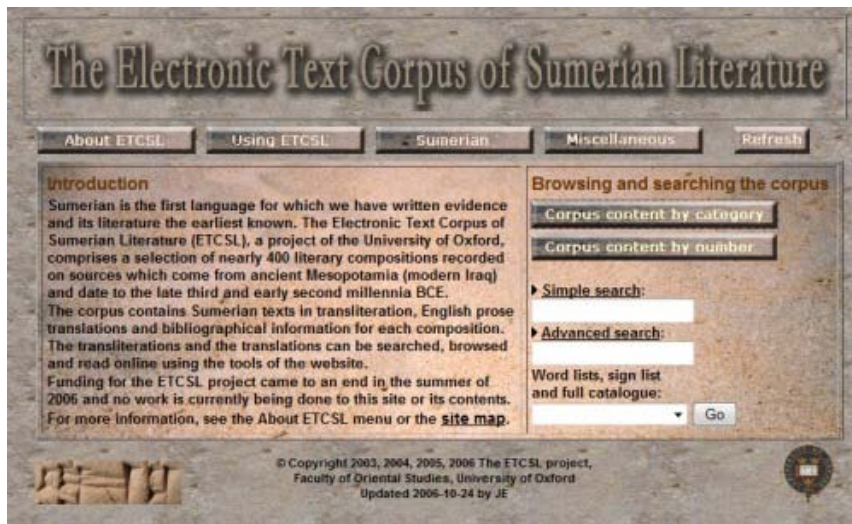 The Electronic Text Corpus of Sumerian Literature
About ETCSL
Using ETCSL
Sumerian
Miscellaneous
Refresh
Introduction
Sumerian is the first language for which we have written evidence
and its literature the earliest known. The Electronic Text Corpus of
Sumerian Literature (ETCSL), a project of the University of Oxford,
comprises a selection of nearly 400 literary compositions recorded
on sources which come from ancient Mesopotamia (modern Iraq)
and date to the late third and early second millennia BCE.
The corpus contains Sumerian texts in transliteration, English prose
translations and bibliographical information for each composition.
The transliterations and the translations can be searched, browsed
and read online using the tools of the website.
Funding for the ETCSL project came to an end in the summer of
2006 and no work is currently being done to this site or its contents.
For more information, see the About ETCSL menu or the site map.
Browsing and searching the corpus
Corpus content by category
Corpus content by number
Simple search:
Advanced search:
Word lists, sign list
and full catalogue:
Go
© Copyright 2003, 2004, 2005, 2006 The ETCSL project,
Faculty of Oriental Studies, University of Oxford
Updated 2006-10-24 by JE